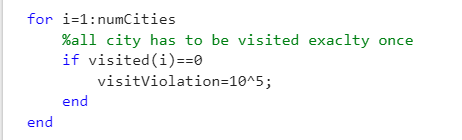 for i=1:numCities
%all city has to be visited exaclty once
if visited(i)==0
visitViolation=10^5;
end
end